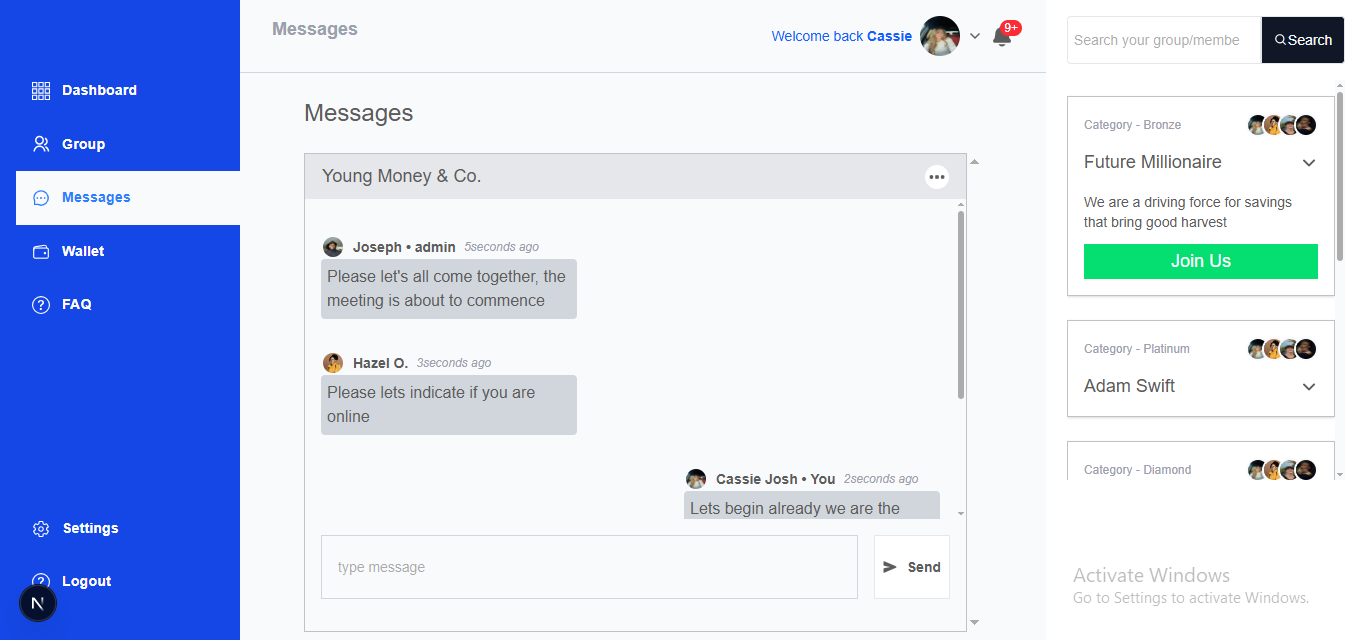 Dashboard
Group
Messages
Wallet
FAQ
Settings
Logout
N
Messages
Welcome back Cassie
9+
Messages
Young Money & Co.
Joseph • admin 5seconds ago
Please let's all come together, the
meeting is about to commence
Hazel O. 3seconds ago
Please lets indicate if you are
online
Cassie Josh • You 2seconds ago
Lets begin already we are the
type message
Send
Search your group/membe
Search
Category - Bronze
Future Millionaire
We are a driving force for savings
that bring good harvest
Join Us
Category - Platinum
Adam Swift
Category - Diamond
Activate Windows
Go to Settings to activate Windows.